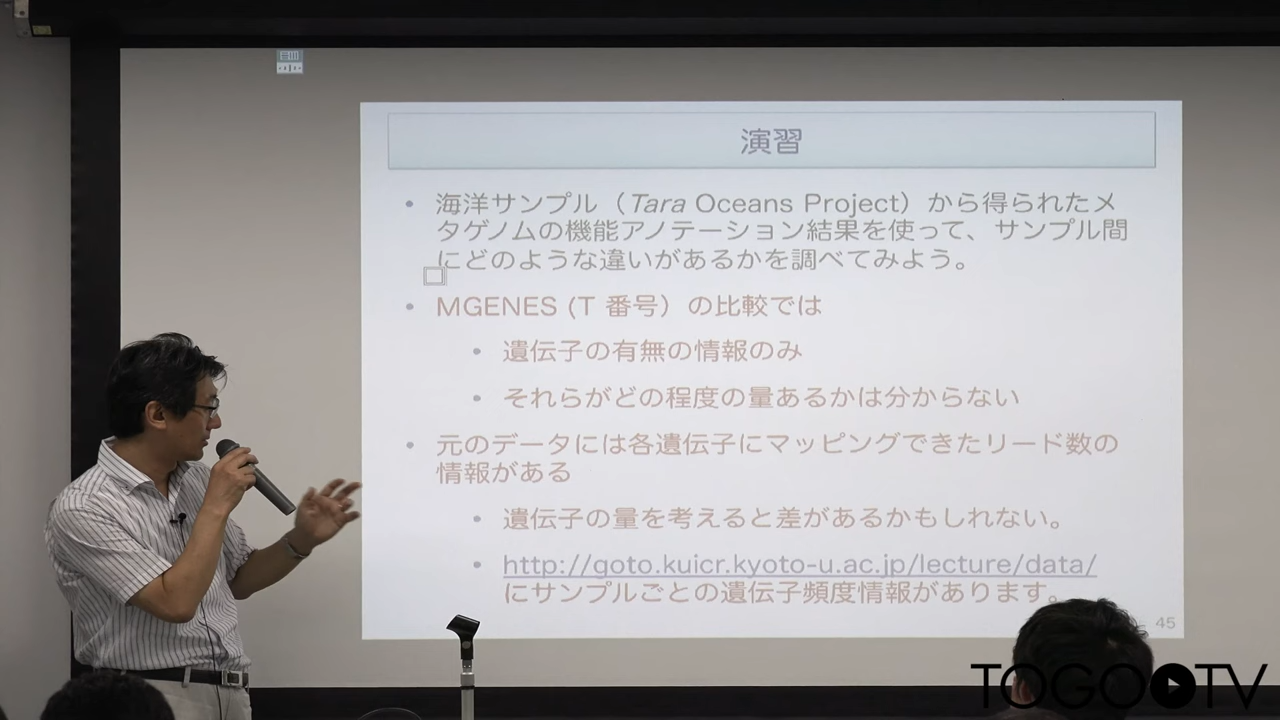 演習
• 海洋サンプル（Tara Oceans Project）から得られたメ
タゲノムの機能アノテーション結果を使って、サンプル間
にどのような違いがあるかを調べてみよう。
• MGENES (T 番号）の比較では
• 遺伝子の有無の情報のみ
• それらがどの程度の量あるかは分からない
• 元のデータには各遺伝子にマッピングできたリード数の
情報がある
• 遺伝子の量を考えると差があるかもしれない。
• http://goto.kuicr.kyoto-u.ac.jp/lecture/data/
にサンプルごとの遺伝子頻度情報があります。
45
TOGOTV